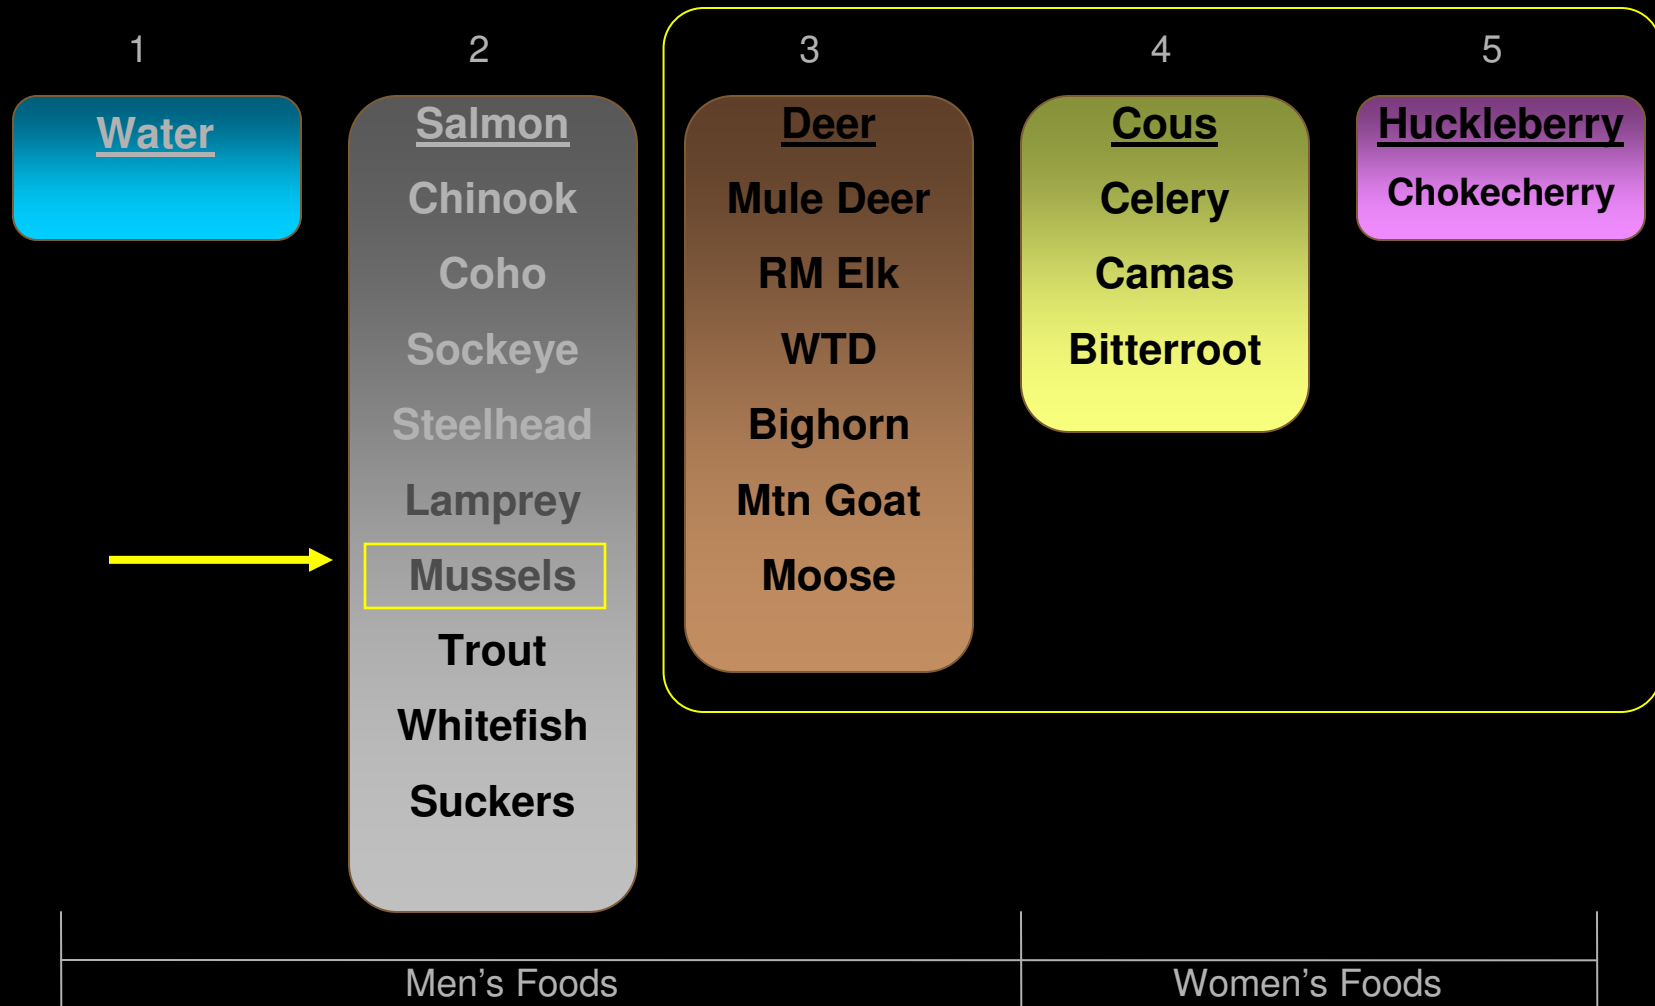 1
Water
2
Salmon
Chinook
Coho
Sockeye
Steelhead
Lamprey
Mussels
Trout
Whitefish
Suckers
3
Deer
Mule Deer
RM Elk
WTD
Bighorn
Mtn Goat
Moose
4
Cous
Celery
Camas
Bitterroot
5
Huckleberry
Chokecherry
Men's Foods
Women's Foods